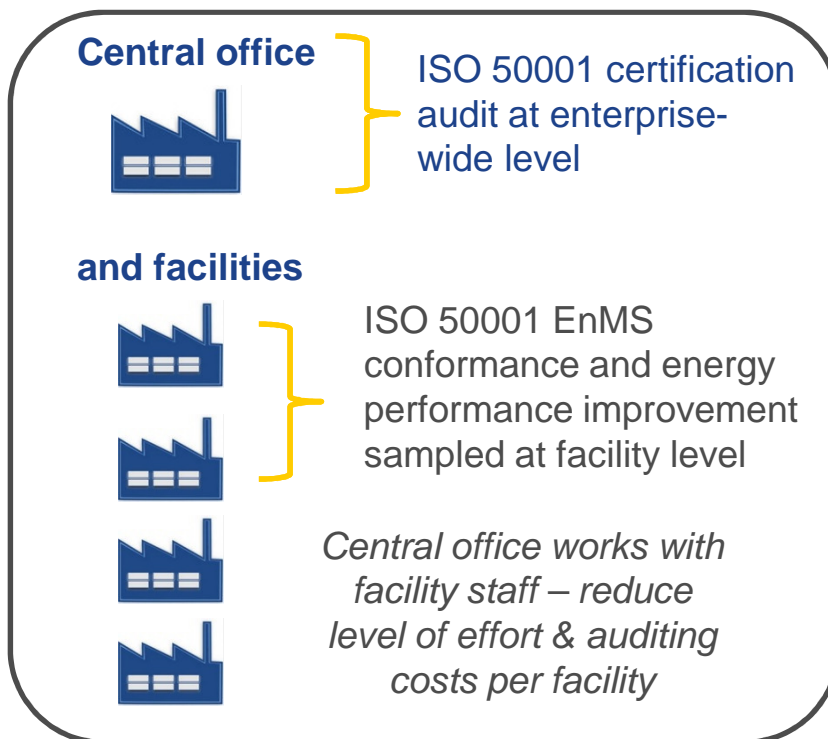 Central office
ISO 50001 certification
audit at enterprise-
wide level
and facilities
ISO 50001 EnMS
conformance and energy
performance improvement
sampled at facility level
Central office works with
facility staff – reduce
level of effort & auditing
costs per facility